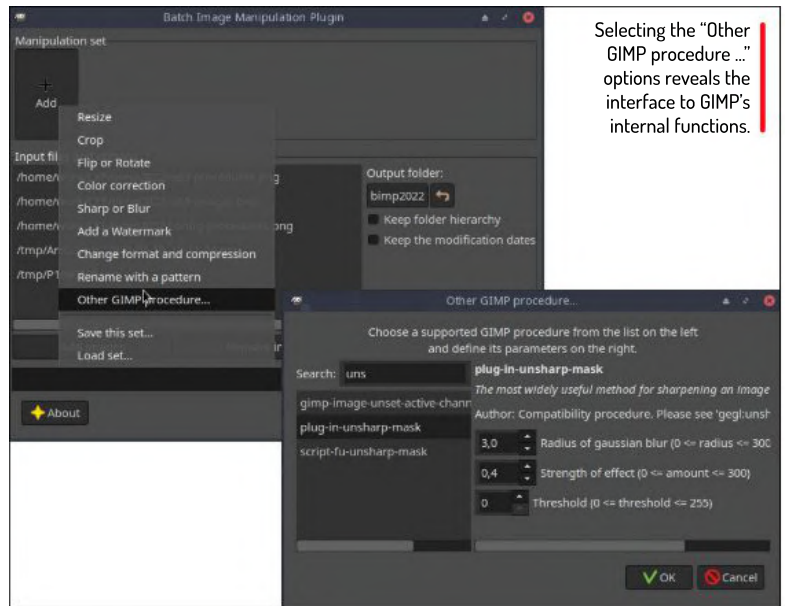 Batch Image Manipulation Plugin
Manipulation set
Add
Resize
Crop
Flip or Rotate
Color correction
Sharp or Blur
Add a Watermark
Change format and compression
Rename with a pattern
Other GIMP procedure...
Save this set...
Load set...
Input fil
/home/
/home/
/home/
/tmp/Ar
/tmp/P1
Output folder:
bimp2022
Keep folder hierarchy
Keep the modification dates
About
Selecting the “Other
GIMP procedure ...”
options reveals the
interface to GIMP’s
internal functions.
Other GIMP procedure...
Choose a supported GIMP procedure from the list on the left
and define its parameters on the right.
Search: uns
gimp-image-unset-active-chann
plug-in-unsharp-mask
script-fu-unsharp-mask
plug-in-unsharp-mask
The most widely useful method for sharpening an image
Author: Compatibility procedure. Please see 'gegl:unsh
3,0 Radius of gaussian blur (0 <= radius <= 300
0,4 Strength of effect (0 <= amount <= 300)
0 Threshold (0 <= threshold <= 255)
OK
Cancel